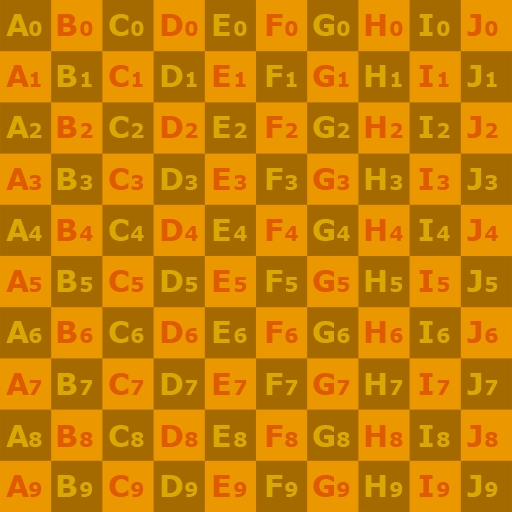 A0 B0 C0 D0 E0 F0 G0 H0 I0 J0
A1 B1 C1 D1 E1 F1 G1 H1 I1 J1
A2 B2 C2 D2 E2 F2 G2 H2 I2 J2
A3 B3 C3 D3 E3 F3 G3 H3 I3 J3
A4 B4 C4 D4 E4 F4 G4 H4 I4 J4
A5 B5 C5 D5 E5 F5 G5 H5 I5 J5
A6 B6 C6 D6 E6 F6 G6 H6 I6 J6
A7 B7 C7 D7 E7 F7 G7 H7 I7 J7
A8 B8 C8 D8 E8 F8 G8 H8 I8 J8
A9 B9 C9 D9 E9 F9 G9 H9 I9 J9